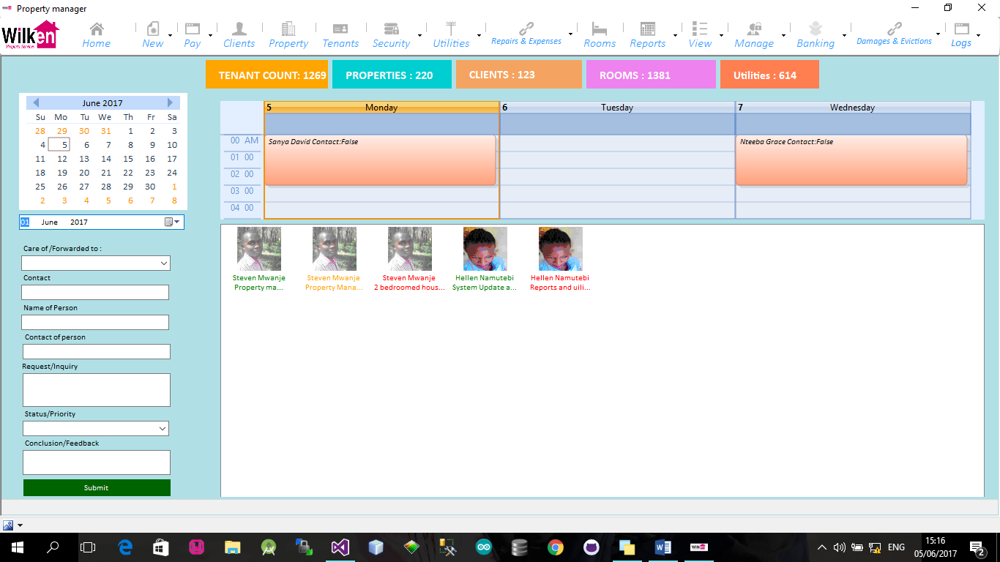 Property manager
Wilken
Property Services
Home
New
Pay
Clients
Property
Tenants
Security
Utilities
Repairs & Expenses
Rooms
Reports
View
Manage
Banking
Damages & Evictions
Logs
TENANT COUNT: 1269
PROPERTIES : 220
CLIENTS : 123
ROOMS : 1381
Utilities : 614
June 2017
Su Mo Tu We Th Fr Sa
28 29 30 31 1 2 3
4 5 6 7 8 9 10
11 12 13 14 15 16 17
18 19 20 21 22 23 24
25 26 27 28 29 30 1
2 3 4 5 6 7 8
01 June 2017
Care of /Forwarded to :
Contact
Name of Person
Contact of person
Request/Inquiry
Status/Priority
Conclusion/Feedback
Submit
5 Monday
6 Tuesday
7 Wednesday
00 AM
01 00
02 00
03 00
04 00
Sanya David Contact:False
Nteeba Grace Contact:False
Steven Mwanje
Property ma...
Steven Mwanje
Property Mana...
Steven Mwanje
2 bedroomed hous...
Hellen Namutebi
System Update a...
Hellen Namutebi
Reports and uili...
ENG
15:16
05/06/2017
2